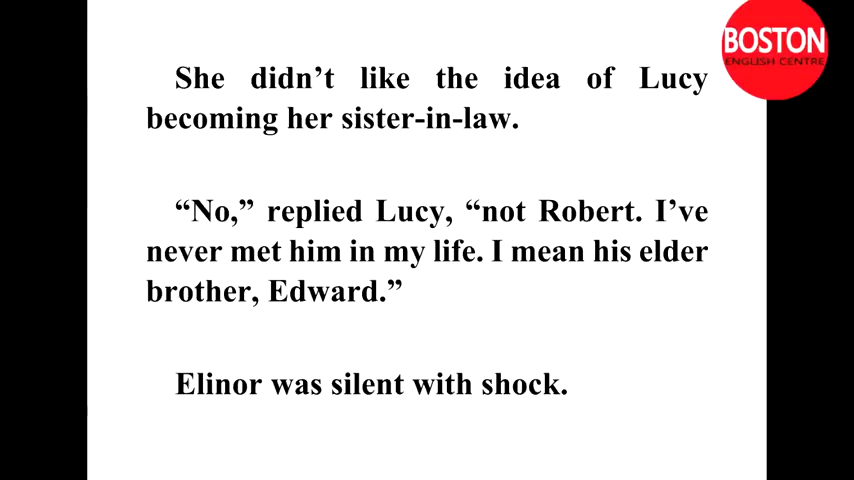 BOSTON
ENGLISH CENTRE
She didn’t like the idea of Lucy
becoming her sister-in-law.
“No,” replied Lucy, “not Robert. I’ve
never met him in my life. I mean his elder
brother, Edward.”
Elinor was silent with shock.